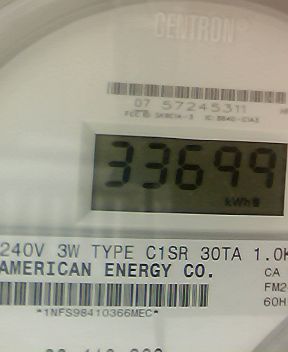 CENTRON®
07 57245311
33699
kWh
240V 3W TYPE C1SR 30TA 1.0K
AMERICAN ENERGY CO.
CA
FM2
60H
*1NFS98410366MEC*